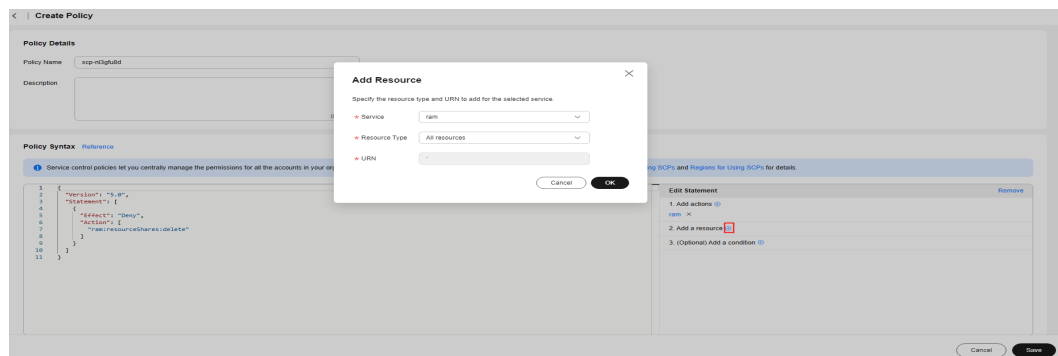 < | Create Policy
Policy Details
Policy Name scp-nl3gfu8d
Description
Add Resource
Specify the resource type and URN to add for the selected service.
* Service ram
* Resource Type All resources
* URN *
Cancel OK
Policy Syntax Reference
Service control policies let you centrally manage the permissions for all the accounts in your
ng SCPs and Regions for Using SCPs for details.
1 {
2 "Version": "5.0",
3 "Statement": [
4 {
5 "Effect": "Deny",
6 "Action": [
7 "ram:resourceShares:delete"
8 ]
9 }
10 ]
11 }
Edit Statement Remove
1. Add actions
ram ×
2. Add a resource
3. (Optional) Add a condition
Cancel Save